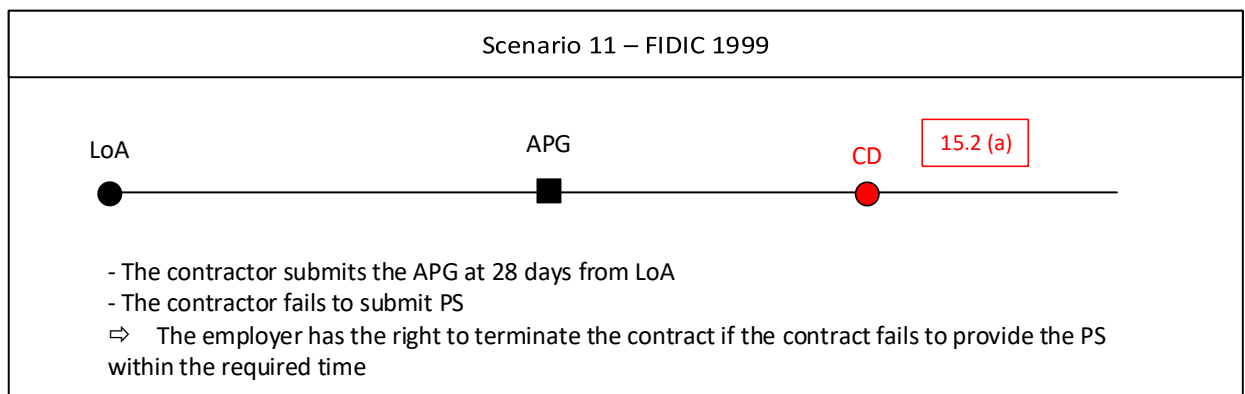 Scenario 11 – FIDIC 1999
LoA
APG
CD
15.2 (a)
- The contractor submits the APG at 28 days from LoA
- The contractor fails to submit PS
⇨ The employer has the right to terminate the contract if the contract fails to provide the PS
within the required time